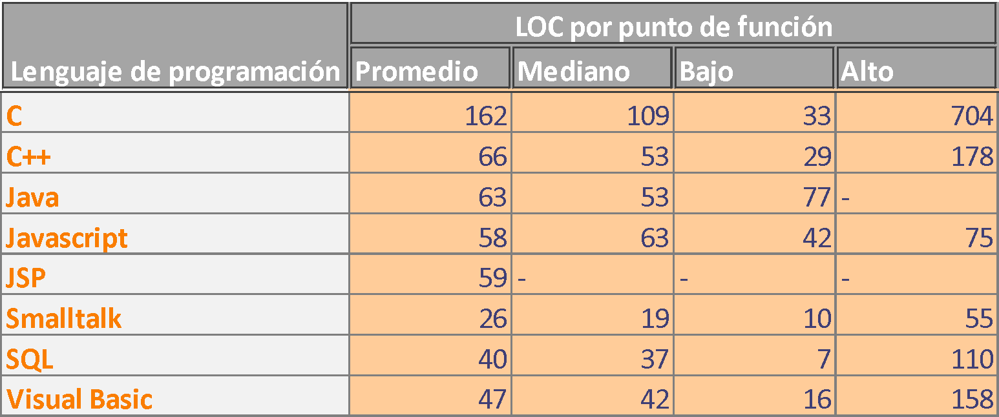 LOC por punto de función
Lenguaje de programación Promedio Mediano Bajo Alto
C 162 109 33 704
C++ 66 53 29 178
Java 63 53 77 -
Javascript 58 63 42 75
JSP 59 - - -
Smalltalk 26 19 10 55
SQL 40 37 7 110
Visual Basic 47 42 16 158